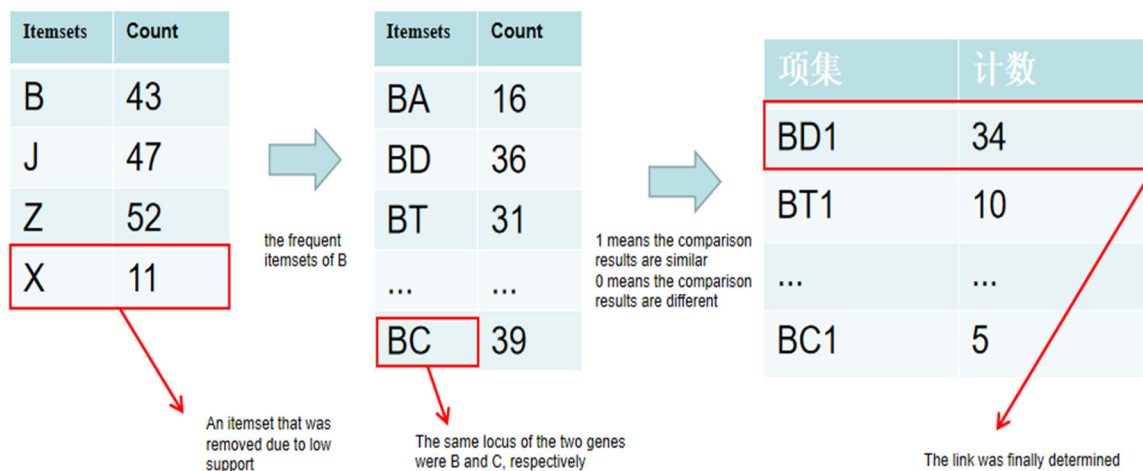 Itemsets Count
B 43
J 47
Z 52
X 11
An itemset that was
removed due to low
support
the frequent
itemsets of B
Itemsets Count
BA 16
BD 36
BT 31
... ...
BC 39
The same locus of the two genes
were B and C, respectively
1 means the comparison
results are similar
0 means the comparison
results are different
项集 计数
BD1 34
BT1 10
... ...
BC1 5
The link was finally determined